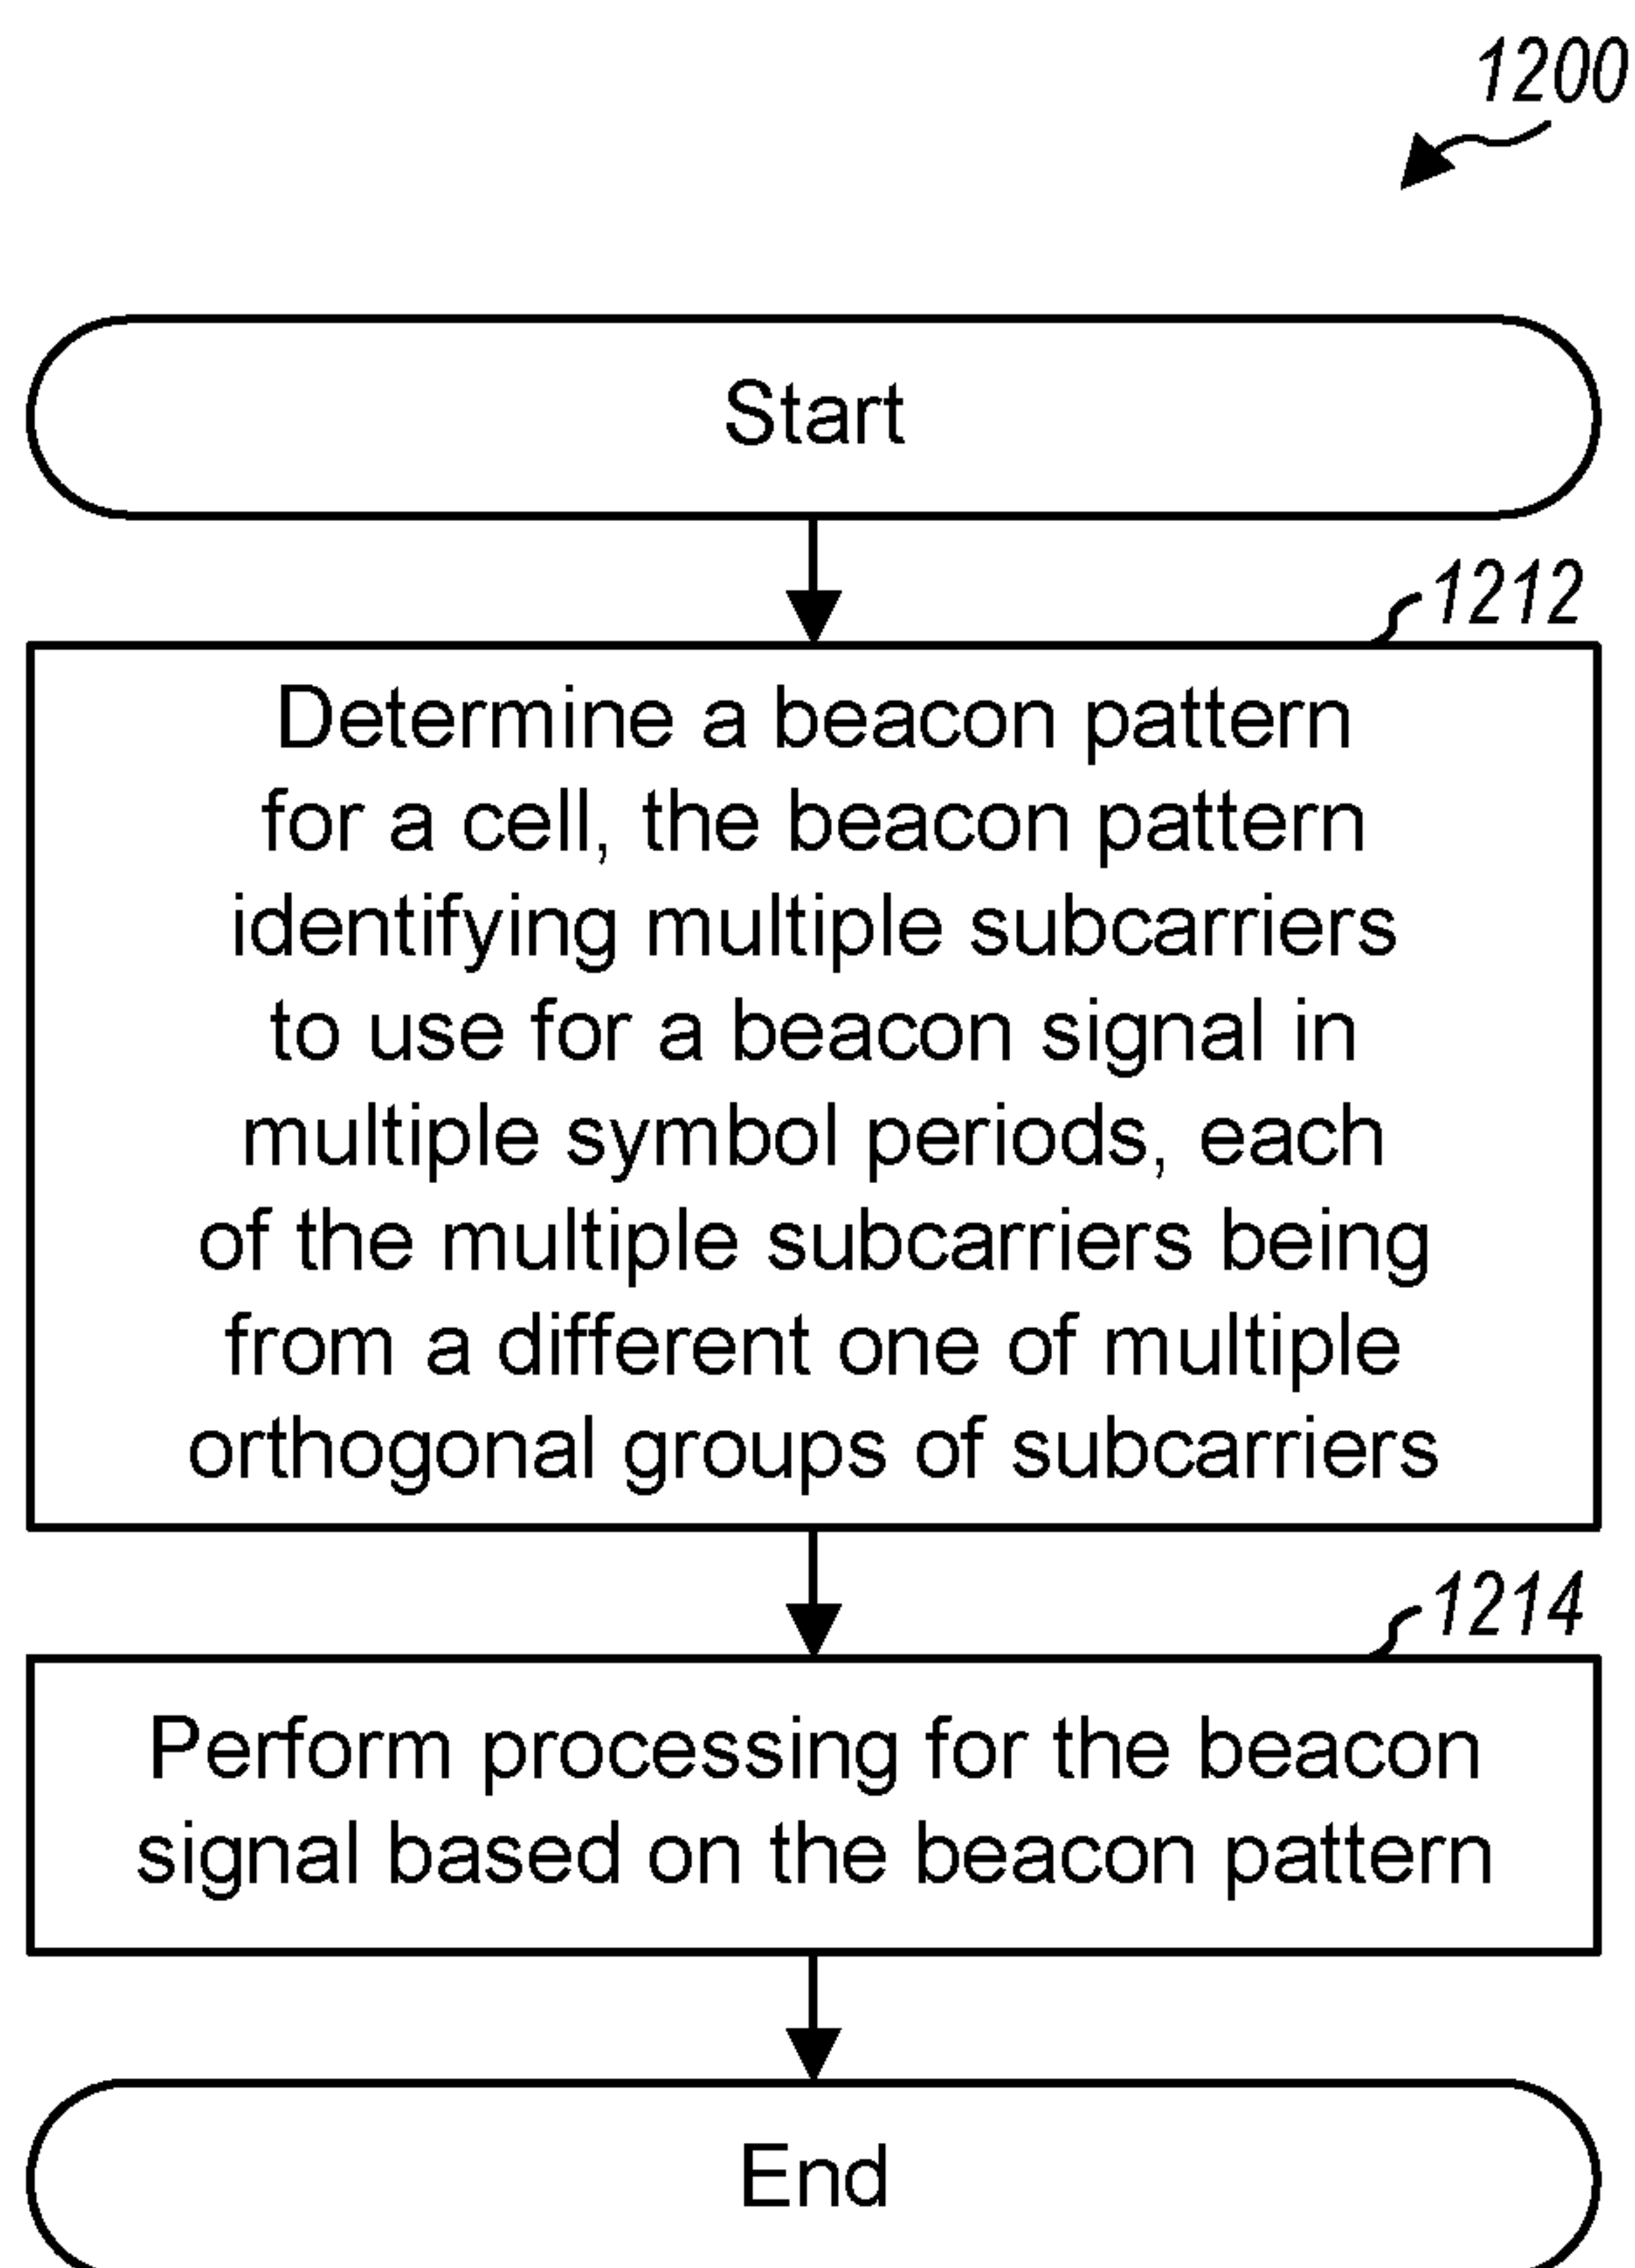 1200
Start
1212
Determine a beacon pattern
for a cell, the beacon pattern
identifying multiple subcarriers
to use for a beacon signal in
multiple symbol periods, each
of the multiple subcarriers being
from a different one of multiple
orthogonal groups of subcarriers
1214
Perform processing for the beacon
signal based on the beacon pattern
End